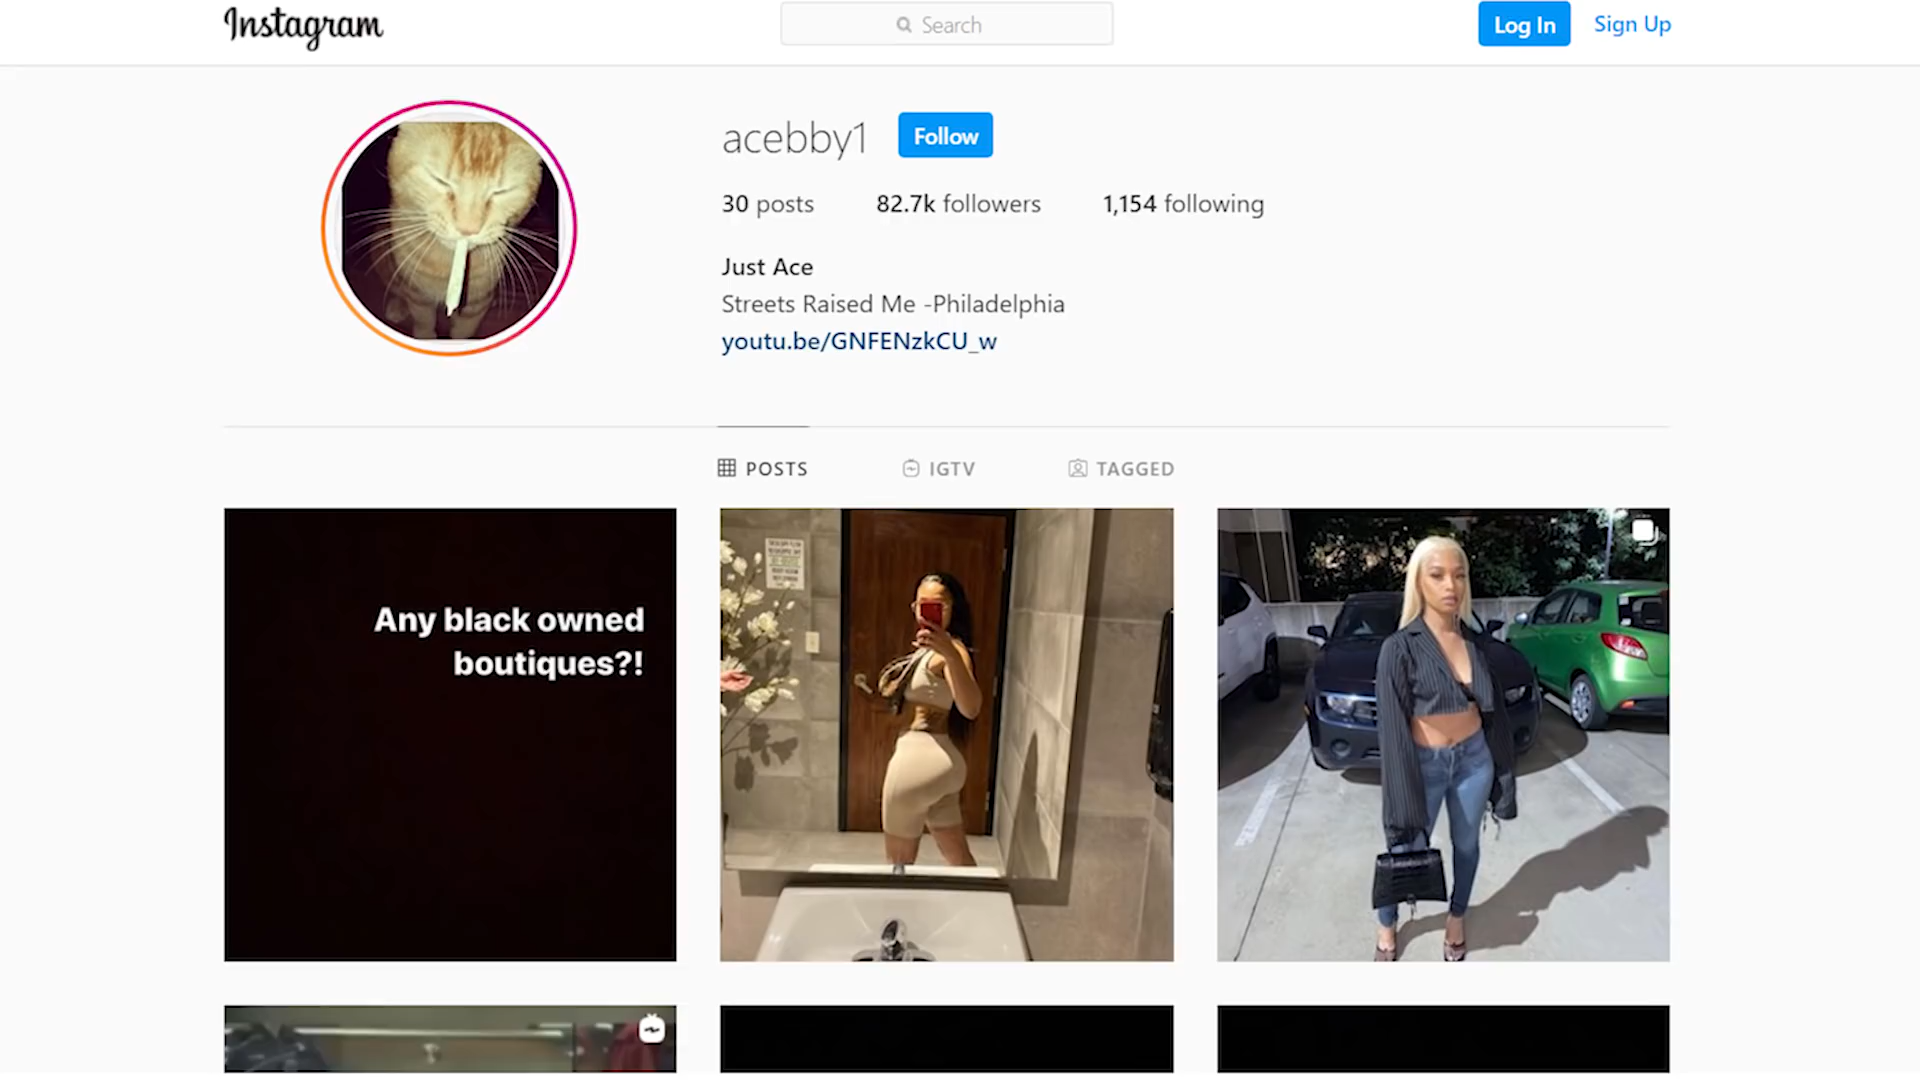 Instagram
Search
Log In
Sign Up
acebby1
Follow
30 posts
82.7k followers
1,154 following
Just Ace
Streets Raised Me -Philadelphia
youtu.be/GNFENzkCU_w
POSTS
IGTV
TAGGED
Any black owned
boutiques?!